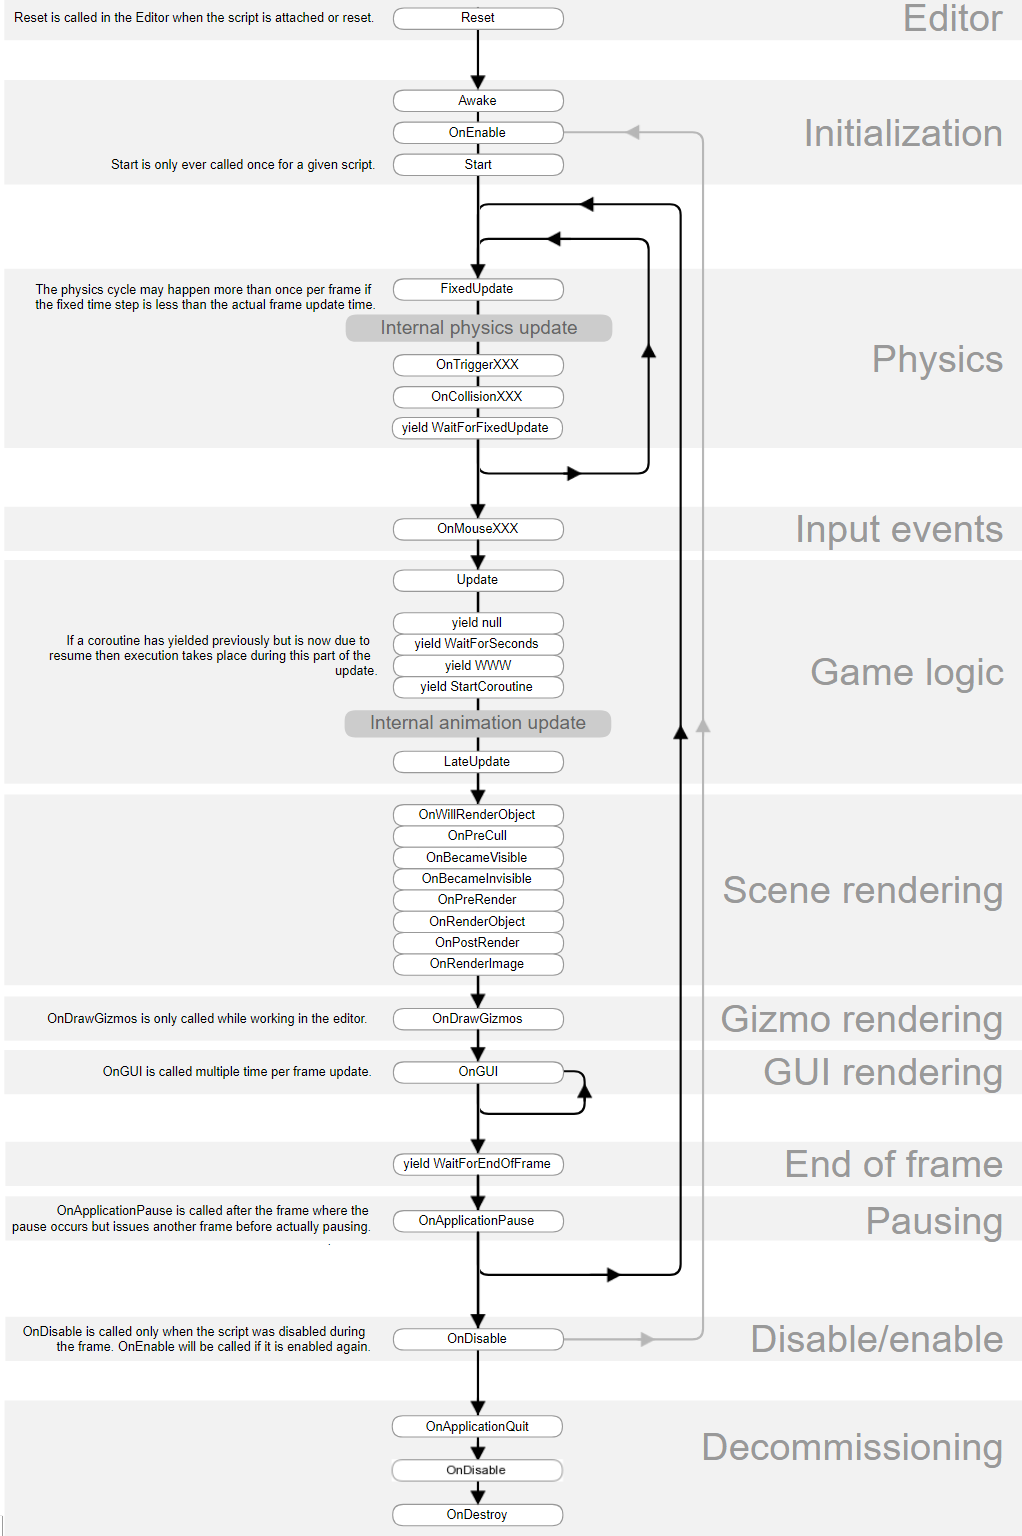 Reset is called in the Editor when the script is attached or reset.
Reset
Editor
Awake
OnEnable
Initialization
Start is only ever called once for a given script.
Start
The physics cycle may happen more than once per frame if
the fixed time step is less than the actual frame update time.
FixedUpdate
Internal physics update
OnTriggerXXX
Physics
OnCollisionXXX
yield WaitForFixedUpdate
OnMouseXXX
Input events
Update
yield null
If a coroutine has yielded previously but is now due to
resume then execution takes place during this part of the
update.
yield WaitForSeconds
yield WWW
yield StartCoroutine
Game logic
Internal animation update
LateUpdate
OnWillRenderObject
OnPreCull
OnBecameVisible
OnBecameInvisible
OnPreRender
OnRenderObject
OnPostRender
OnRenderImage
Scene rendering
OnDrawGizmos is only called while working in the editor.
OnDrawGizmos
Gizmo rendering
OnGUI is called multiple time per frame update.
OnGUI
GUI rendering
yield WaitForEndOfFrame
End of frame
OnApplicationPause is called after the frame where the
pause occurs but issues another frame before actually pausing.
.
OnApplicationPause
Pausing
OnDisable is called only when the script was disabled during
the frame. OnEnable will be called if it is enabled again.
OnDisable
Disable/enable
OnApplicationQuit
Decommissioning
OnDisable
OnDestroy